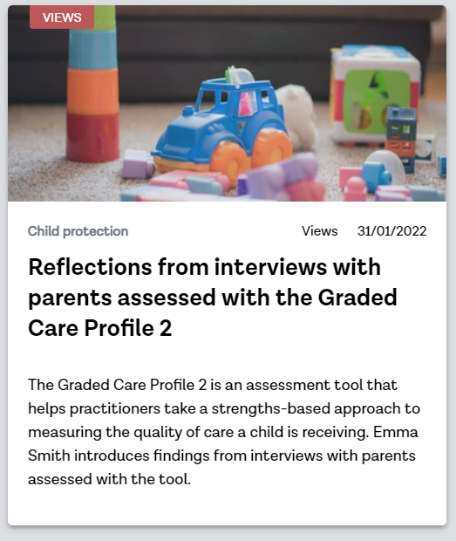 VIEWS
Child protection Views 31/01/2022
Reflections from interviews with
parents assessed with the Graded
Care Profile 2
The Graded Care Profile 2 is an assessment tool that
helps practitioners take a strengths-based approach to
measuring the quality of care a child is receiving. Emma
Smith introduces findings from interviews with parents
assessed with the tool.